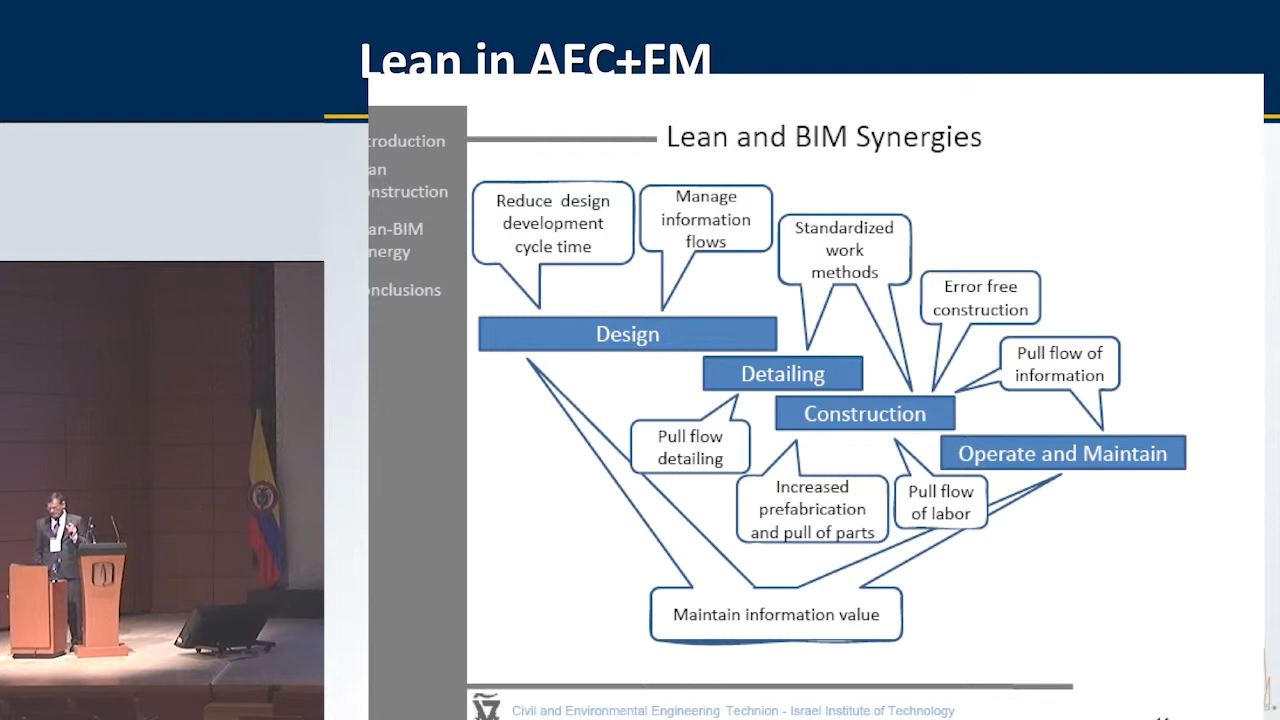 Lean in AEC+FM
troduction
an
nstruction
an-BIM
nergy
nclusions
Lean and BIM Synergies
Reduce design
development
cycle time
Manage
information
flows
Standardized
work
methods
Error free
construction
Pull flow of
information
Design
Detailing
Construction
Operate and Maintain
Pull flow
detailing
Increased
prefabrication
and pull of parts
Pull flow
of labor
Maintain information value
Civil and Environmental Engineering Technion - Israel Institute of Technology